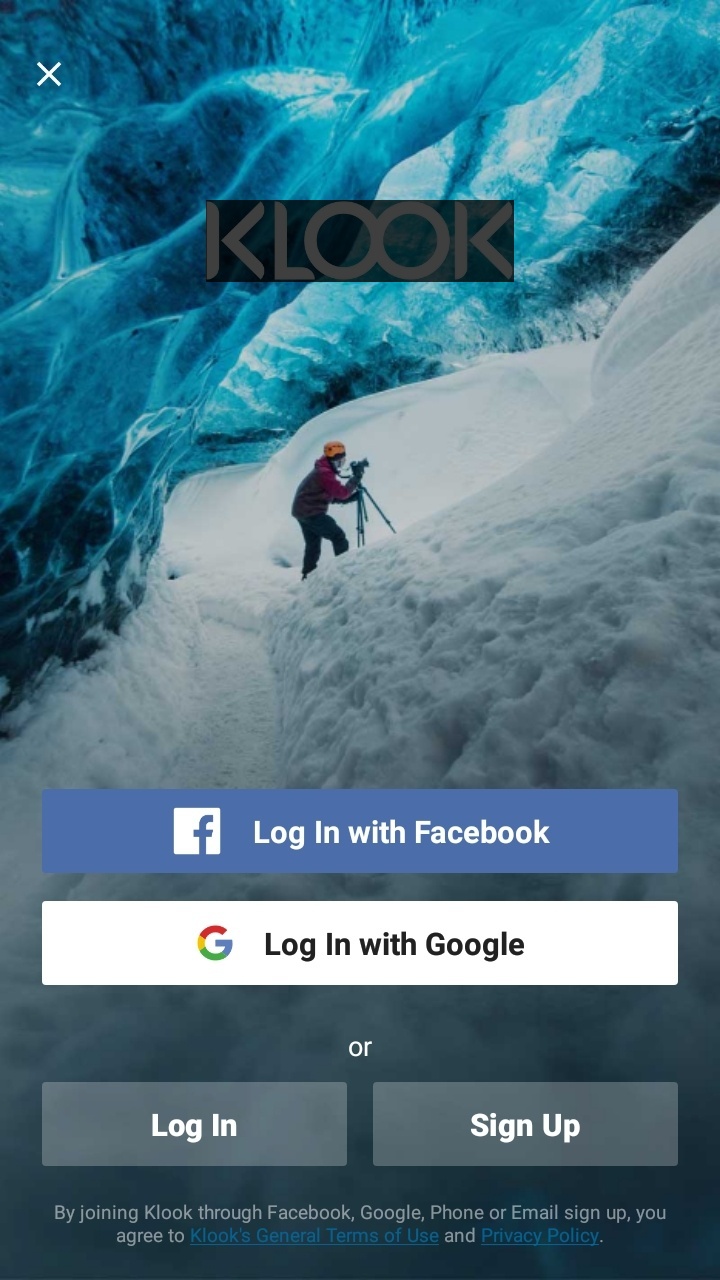 KLOOK
Log In with Facebook
Log In with Google
or
Log In
Sign Up
By joining Klook through Facebook, Google, Phone or Email sign up, you
agree to Klook's General Terms of Use and Privacy Policy.